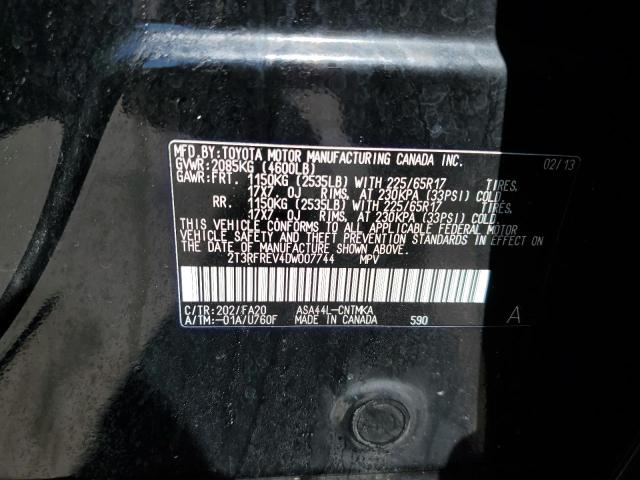 MFD.BY:TOYOTA MOTOR MANUFACTURING CANADA INC. 02/13
GVWR:2085KG (4600LB)
GAWR:FRT. 1150KG (2535LB) WITH 225/65R17 TIRES,
17X7 0J RIMS, AT 230KPA (33PSI) COLD.
RR. 1150KG (2535LB) WITH 225/65R17 TIRES,
17X7 0J RIMS, AT 230KPA (33PSI) COLD.
THIS VEHICLE CONFORMS TO ALL APPLICABLE FEDERAL MOTOR
VEHICLE SAFETY AND THEFT PREVENTION STANDARDS IN EFFECT ON
THE DATE OF MANUFACTURE SHOWN ABOVE.
2T3RFREV4DW007744 MPV
C/TR:202/FA20 ASA44L-CNTMKA
A/TM:-01A/U760F MADE IN CANADA 590 A